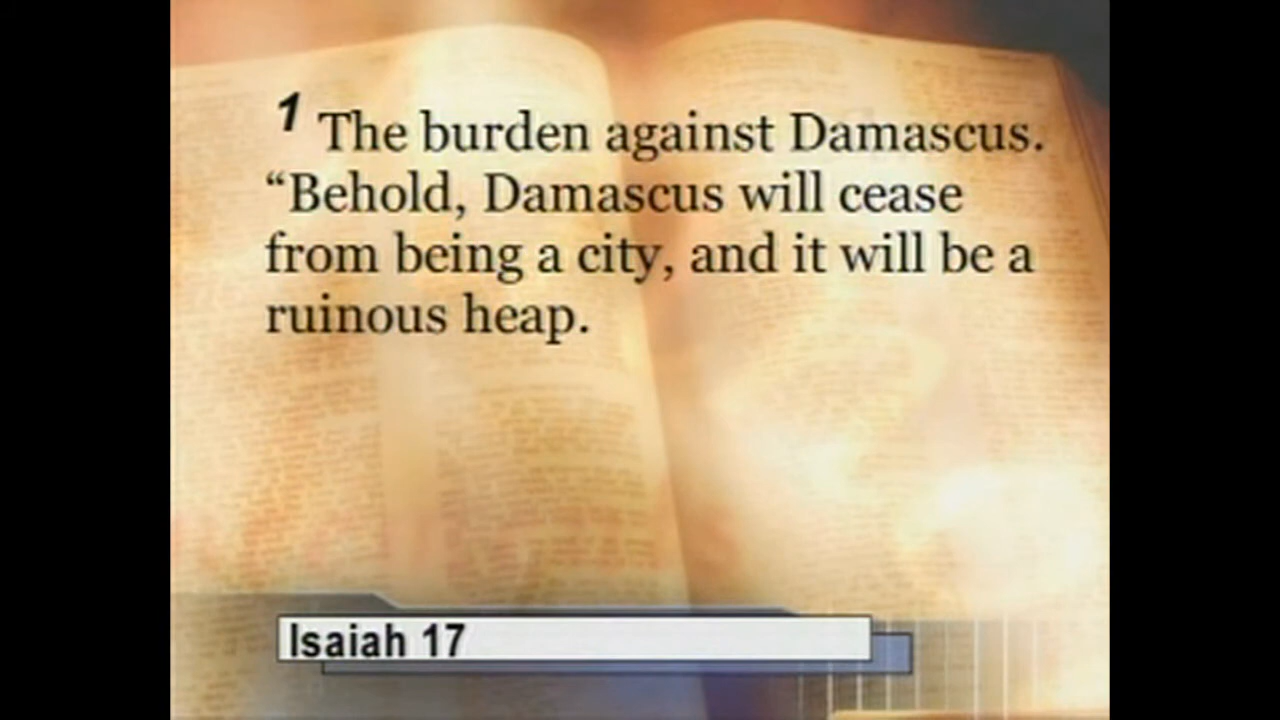 1 The burden against Damascus.
“Behold, Damascus will cease
from being a city, and it will be a
ruinous heap.
Isaiah 17